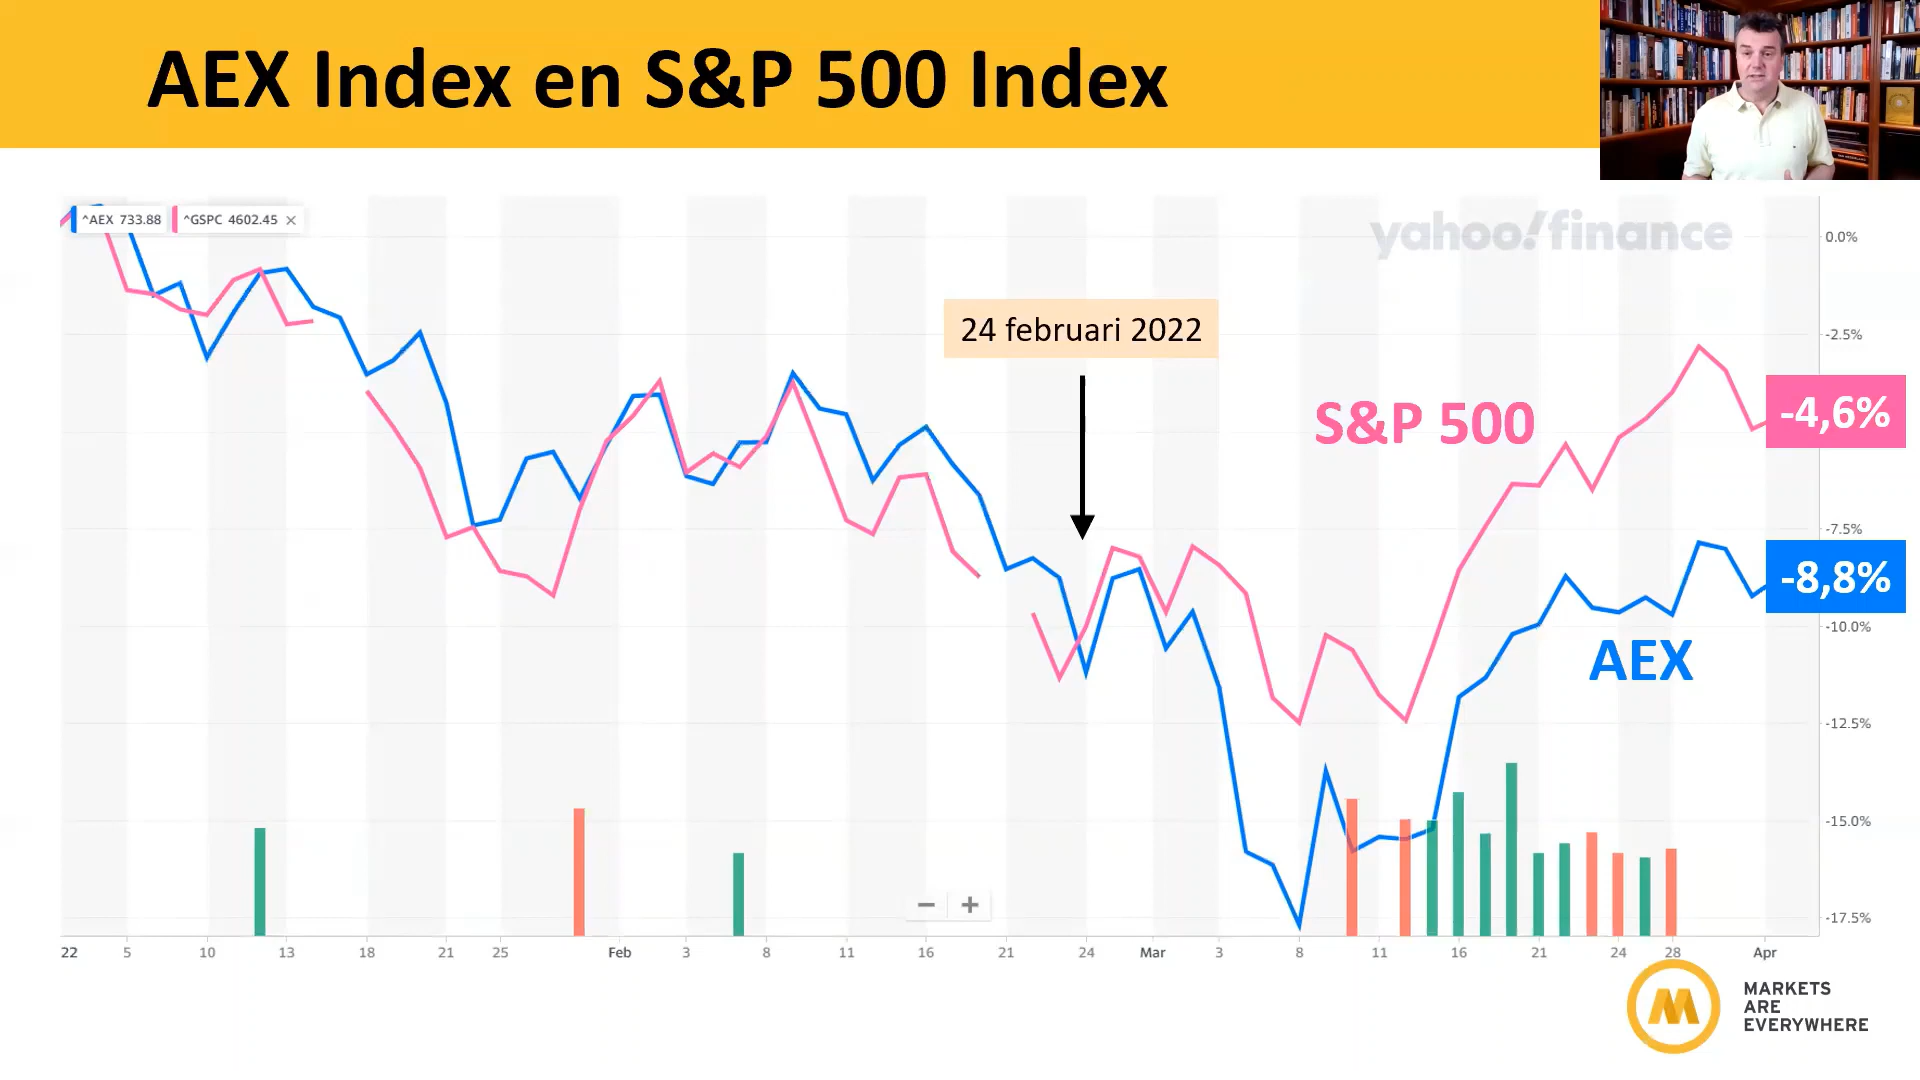 AEX Index en S&P 500 Index
^AEX 733.88
^GSPC 4602.45 ×
yahoo!finance
0.0%
24 februari 2022
-2.5%
S&P 500
-4,6%
-7.5%
-8,8%
-10.0%
AEX
-12.5%
-15.0%
-17.5%
− +
22 5 10 13 18 21 25 Feb 3 8 11 16 21 24 Mar 3 8 11 16 21 24 28 Apr
MARKETS
ARE
EVERYWHERE